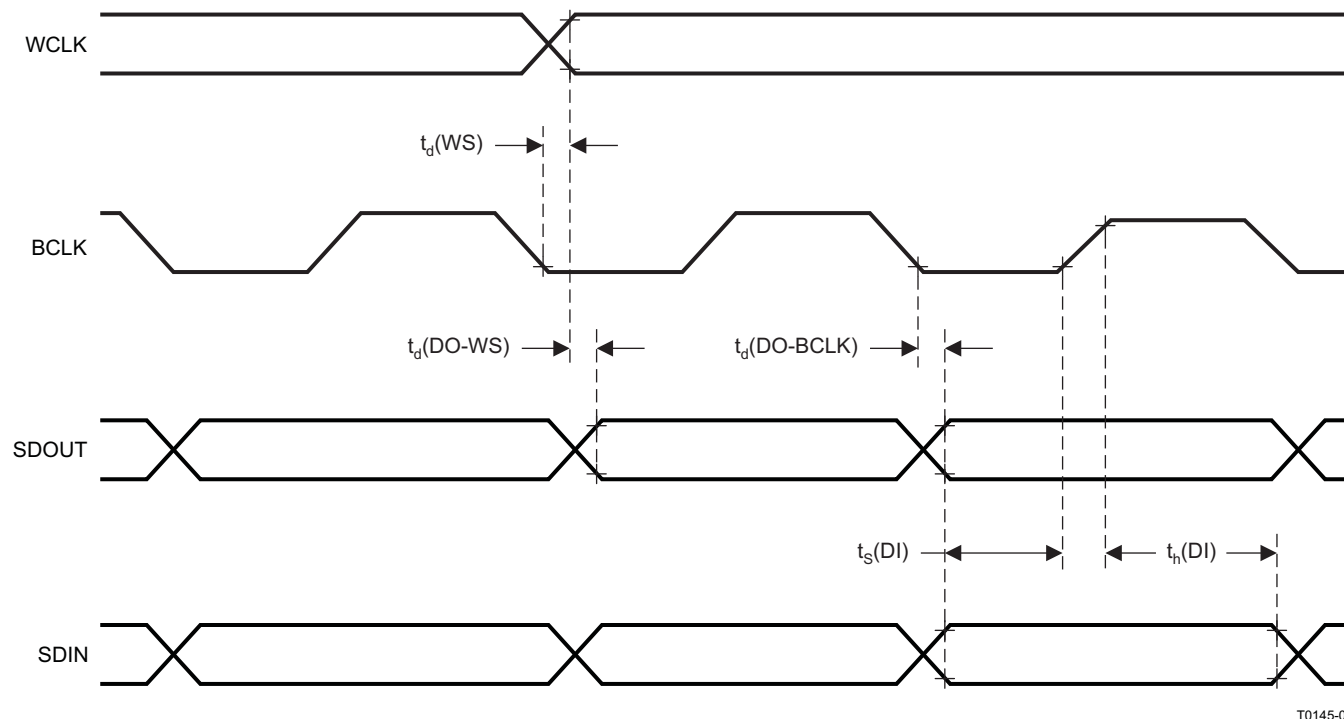 WCLK
td(WS)
BCLK
td(DO-WS)
td(DO-BCLK)
SDOUT
tS(DI)
th(DI)
SDIN